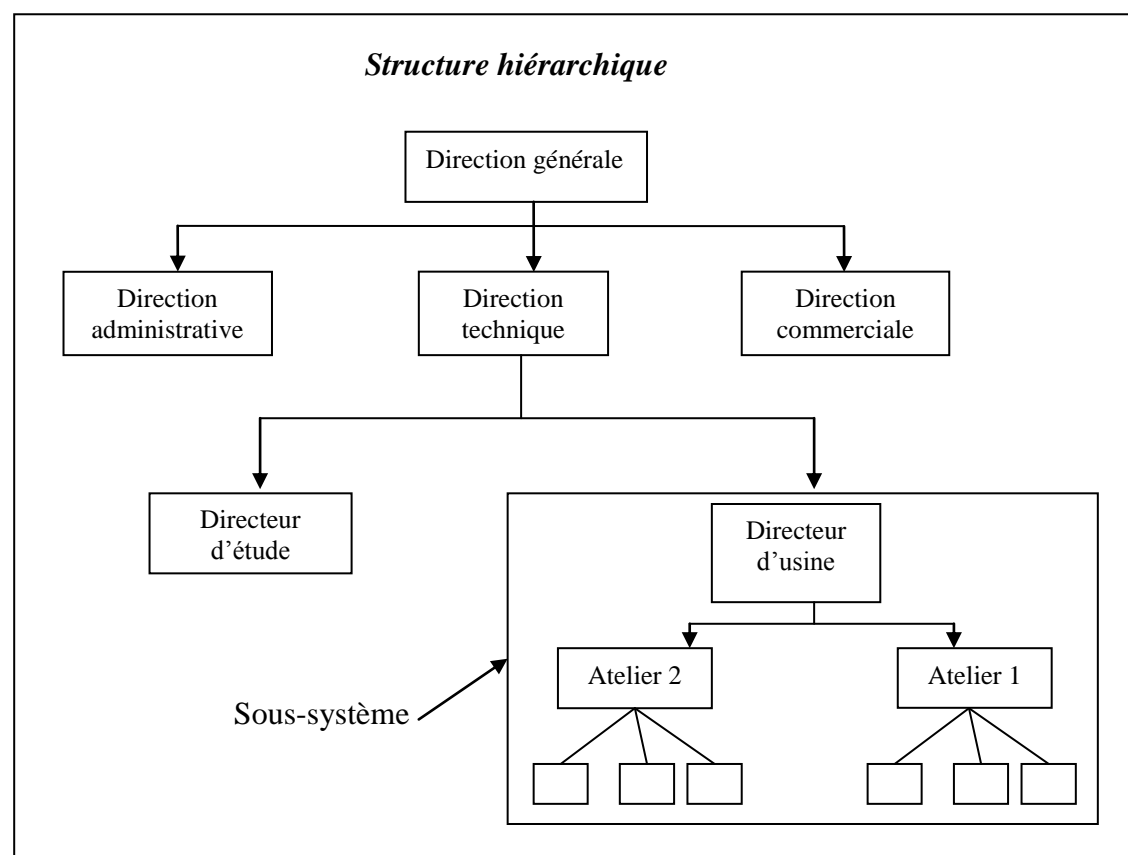 Structure hiérarchique
Direction générale
Direction
administrative
Direction
technique
Direction
commerciale
Directeur
d’étude
Directeur
d’usine
Atelier 2
Atelier 1
Sous-système